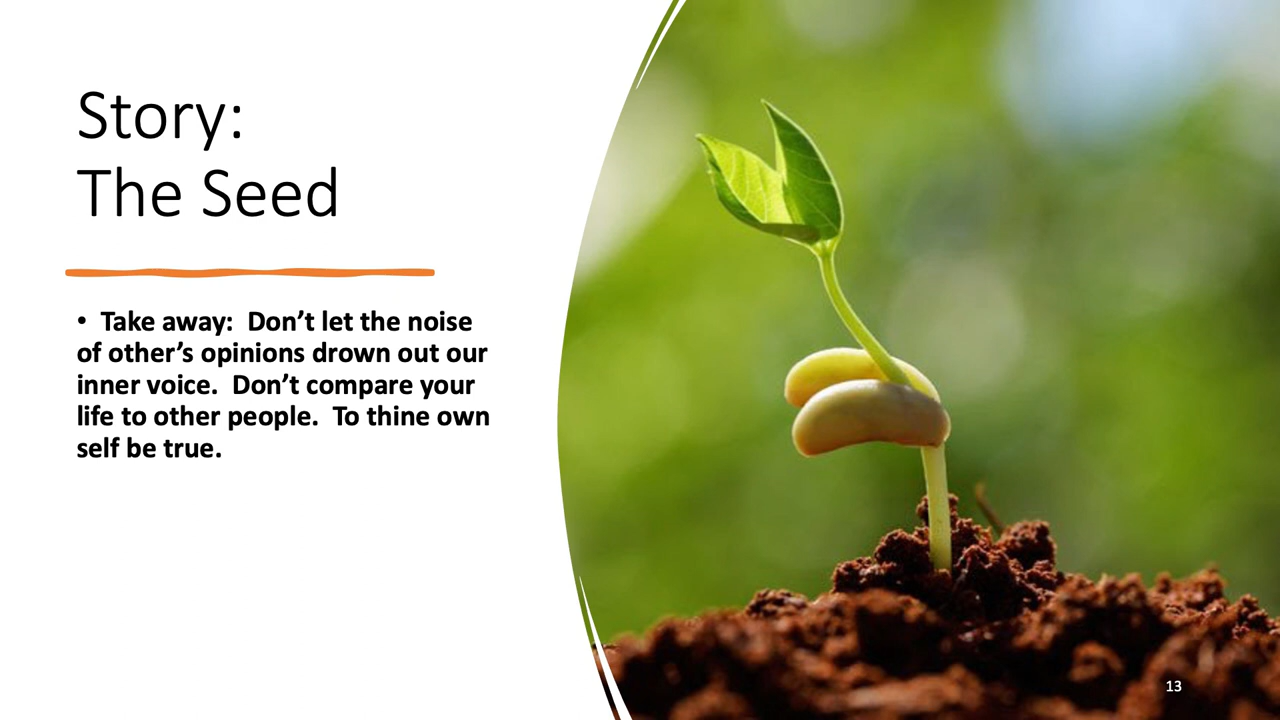 Story:
The Seed
• Take away:  Don’t let the noise
of other’s opinions drown out our
inner voice.  Don’t compare your
life to other people.  To thine own
self be true.
13